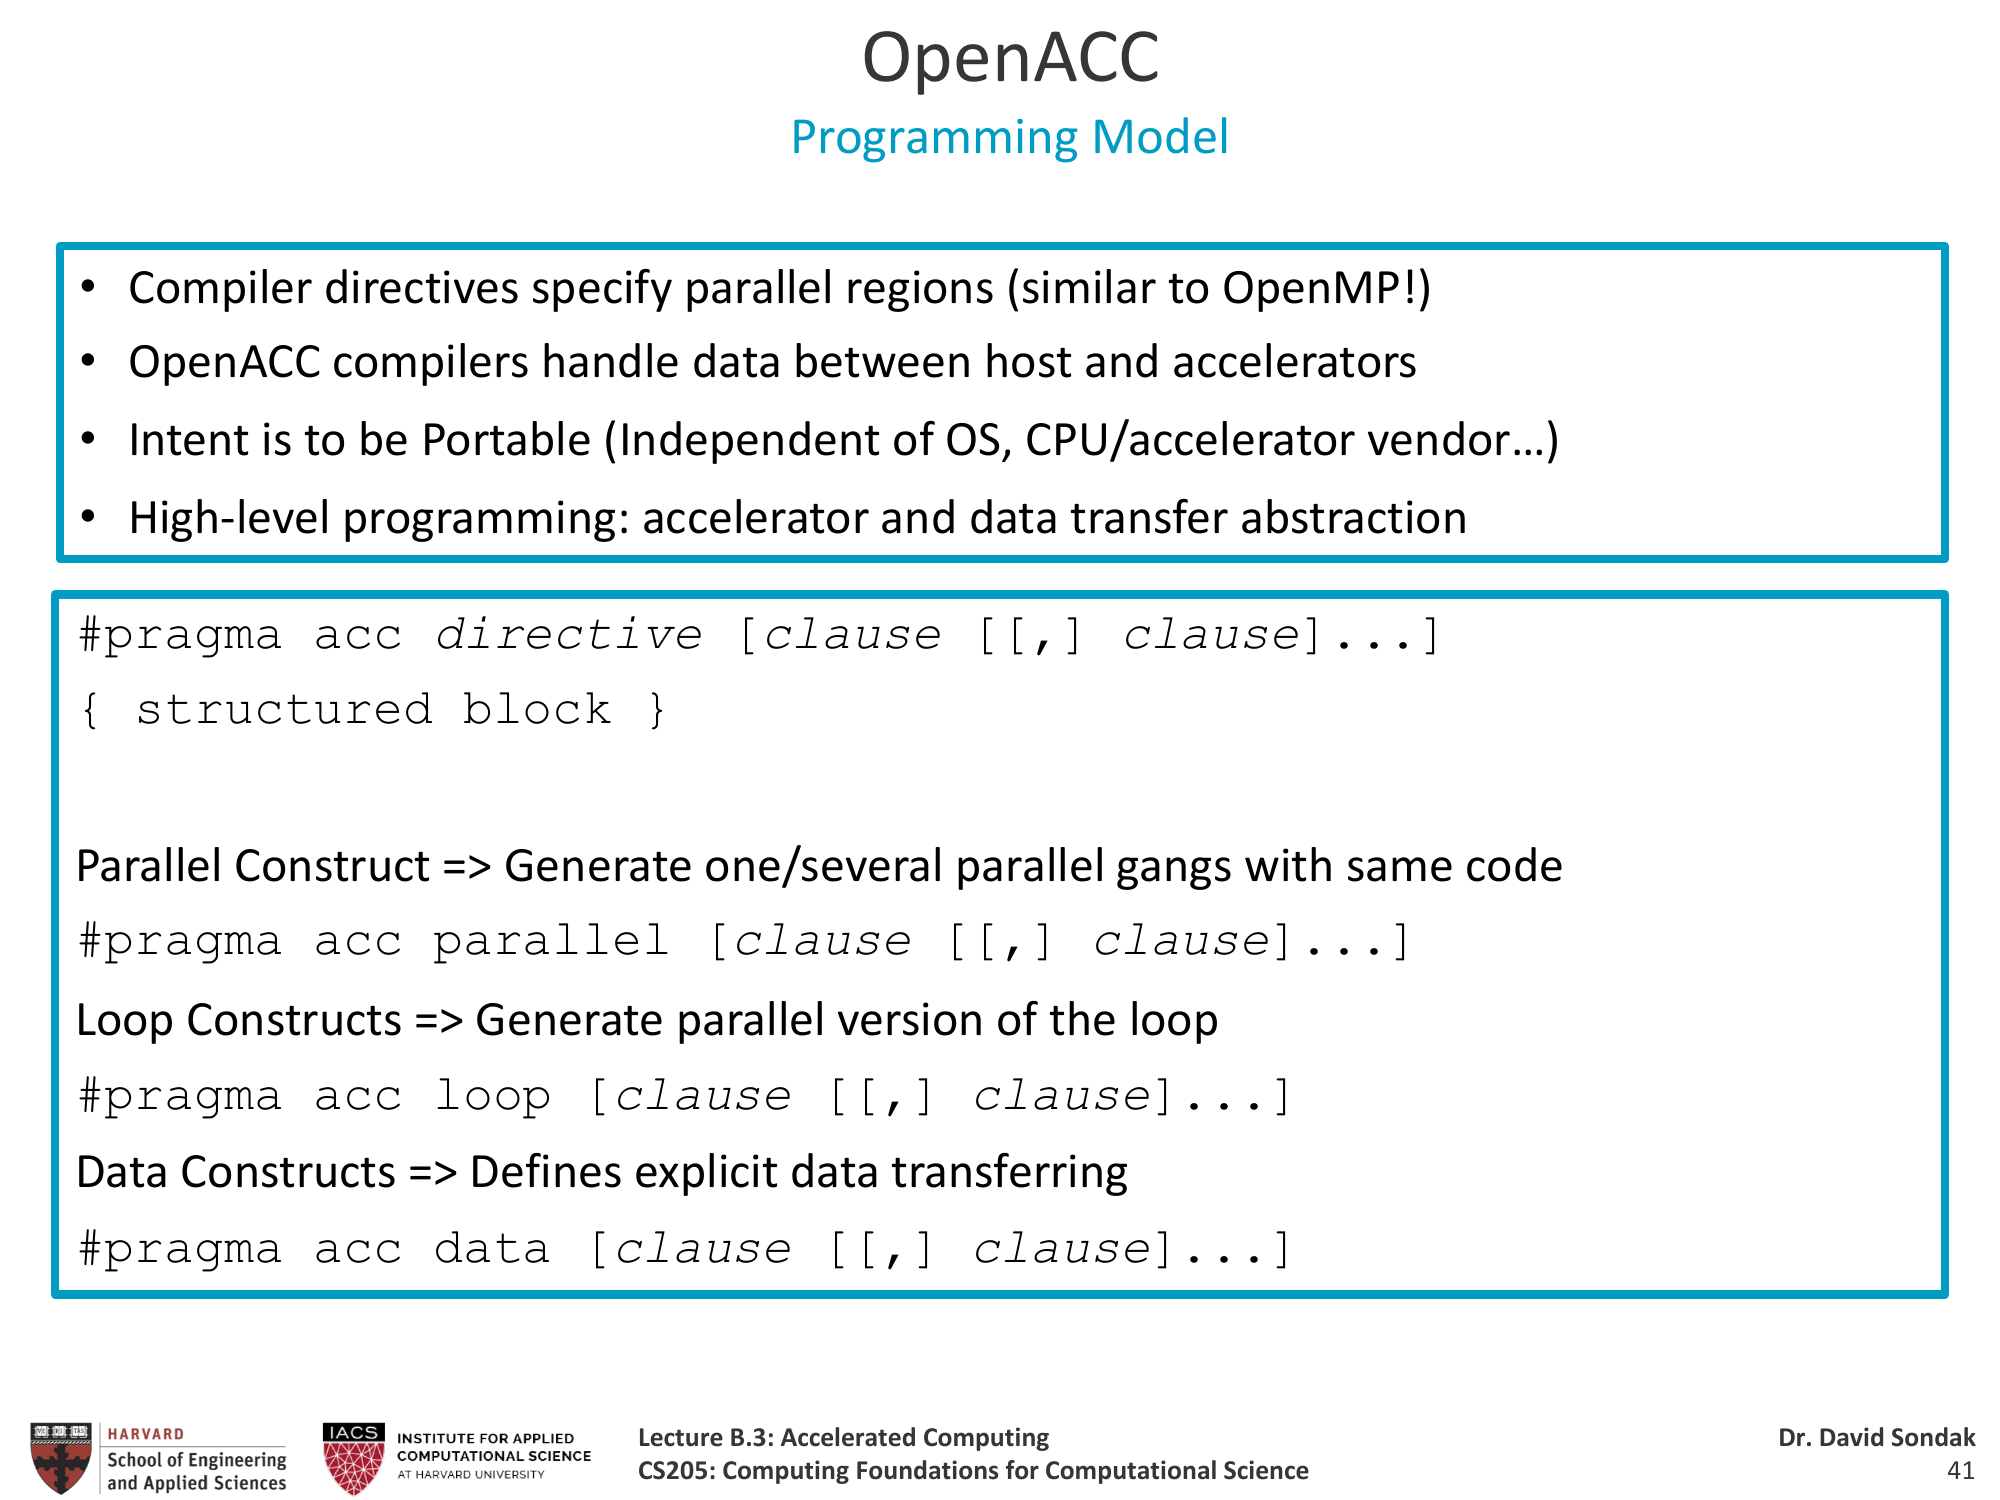 OpenACC
Programming Model
• Compiler directives specify parallel regions (similar to OpenMP!)
• OpenACC compilers handle data between host and accelerators
• Intent is to be Portable (Independent of OS, CPU/accelerator vendor…)
• High-level programming: accelerator and data transfer abstraction
#pragma acc directive [clause [[,] clause]...]
{ structured block }
Parallel Construct => Generate one/several parallel gangs with same code
#pragma acc parallel [clause [[,] clause]...]
Loop Constructs => Generate parallel version of the loop
#pragma acc loop [clause [[,] clause]...]
Data Constructs => Defines explicit data transferring
#pragma acc data [clause [[,] clause]...]
HARVARD
School of Engineering
and Applied Sciences
IACS
INSTITUTE FOR APPLIED
COMPUTATIONAL SCIENCE
AT HARVARD UNIVERSITY
Lecture B.3: Accelerated Computing
CS205: Computing Foundations for Computational Science
Dr. David Sondak
41